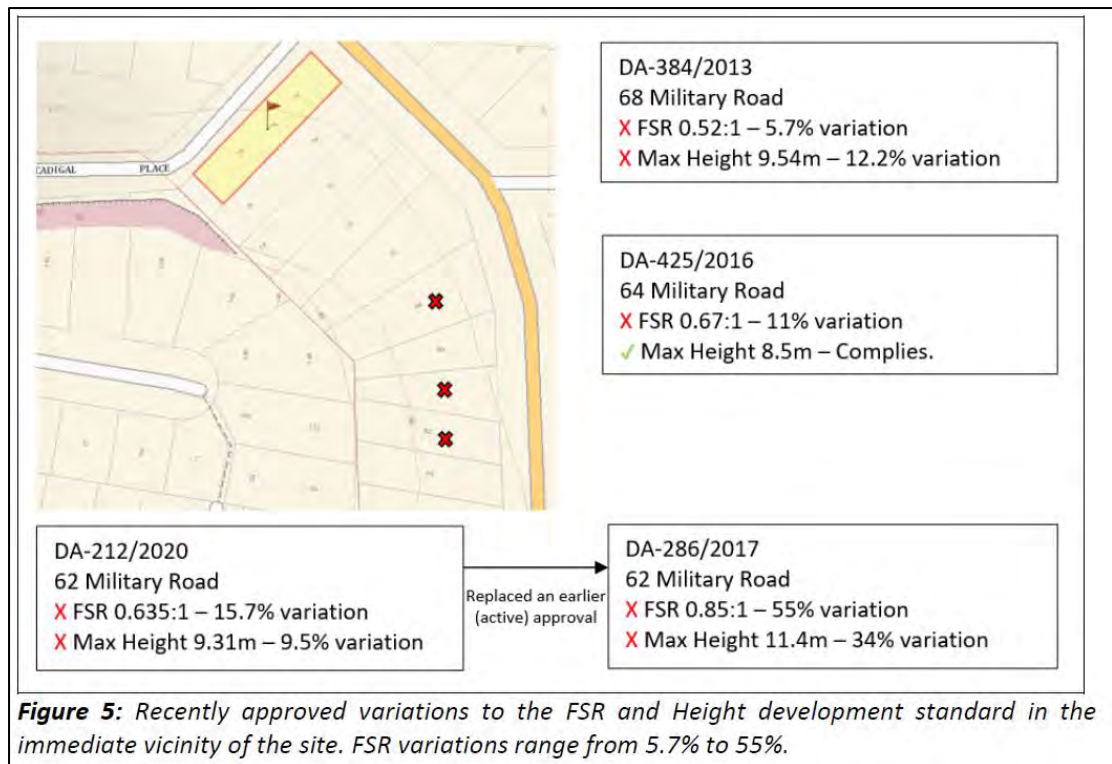 CADIGAL PLACE
DA-384/2013
68 Military Road
X FSR 0.52:1 – 5.7% variation
X Max Height 9.54m – 12.2% variation
DA-425/2016
64 Military Road
X FSR 0.67:1 – 11% variation
✓ Max Height 8.5m – Complies.
DA-212/2020
62 Military Road
X FSR 0.635:1 – 15.7% variation
X Max Height 9.31m – 9.5% variation
Replaced an earlier
(active) approval
DA-286/2017
62 Military Road
X FSR 0.85:1 – 55% variation
X Max Height 11.4m – 34% variation
Figure 5: Recently approved variations to the FSR and Height development standard in the
immediate vicinity of the site. FSR variations range from 5.7% to 55%.